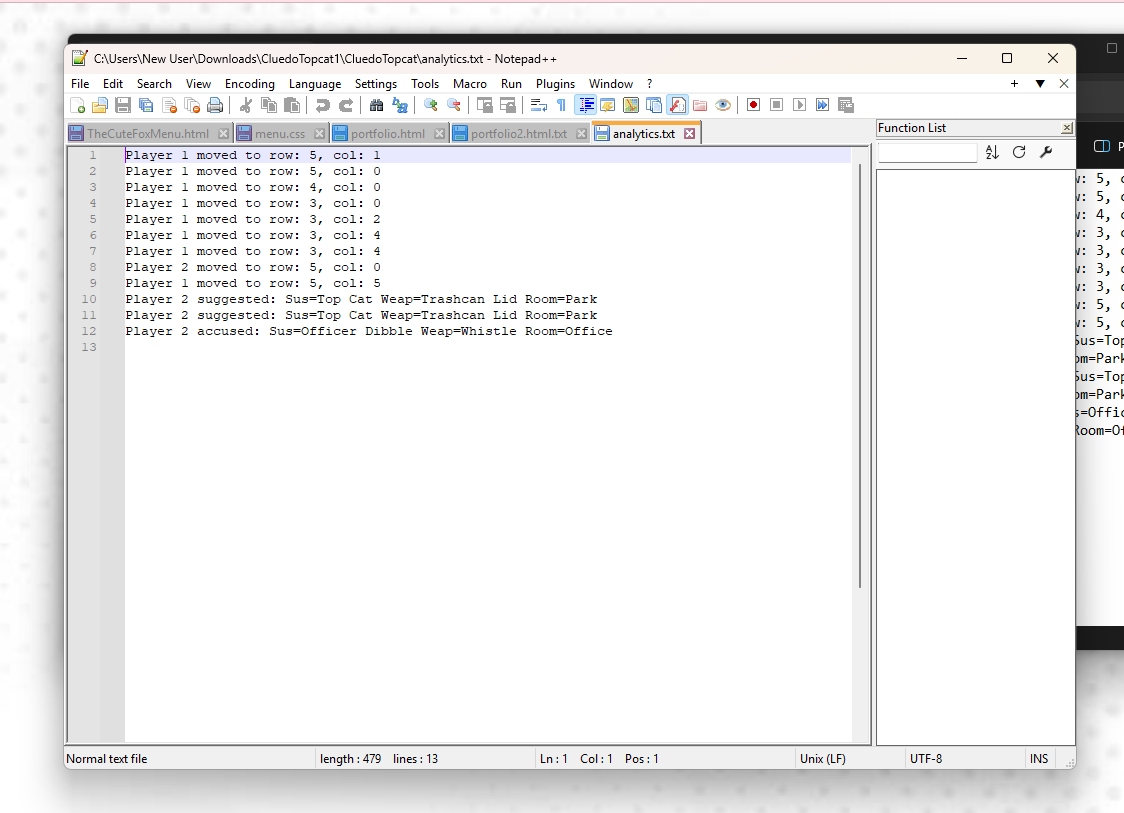 C:\Users\New User\Downloads\CluedoTopcat1\CluedoTopcat\analytics.txt - Notepad++
File Edit Search View Encoding Language Settings Tools Macro Run Plugins Window ?
TheCuteFoxMenu.html menu.css portfolio.html portfolio2.html.txt analytics.txt
Function List
1 Player 1 moved to row: 5, col: 1
2 Player 1 moved to row: 5, col: 0
3 Player 1 moved to row: 4, col: 0
4 Player 1 moved to row: 3, col: 0
5 Player 1 moved to row: 3, col: 2
6 Player 1 moved to row: 3, col: 4
7 Player 1 moved to row: 3, col: 4
8 Player 2 moved to row: 5, col: 0
9 Player 1 moved to row: 5, col: 5
10 Player 2 suggested: Sus=Top Cat Weap=Trashcan Lid Room=Park
11 Player 2 suggested: Sus=Top Cat Weap=Trashcan Lid Room=Park
12 Player 2 accused: Sus=Officer Dibble Weap=Whistle Room=Office
13
Normal text file length : 479 lines : 13 Ln : 1 Col : 1 Pos : 1 Unix (LF) UTF-8 INS
: 5,
: 5,
: 4,
: 3,
: 3,
: 3,
: 3,
: 5,
: 5,
Sus=Top
om=Park
Sus=Top
om=Park
s=Offic
Room=Of